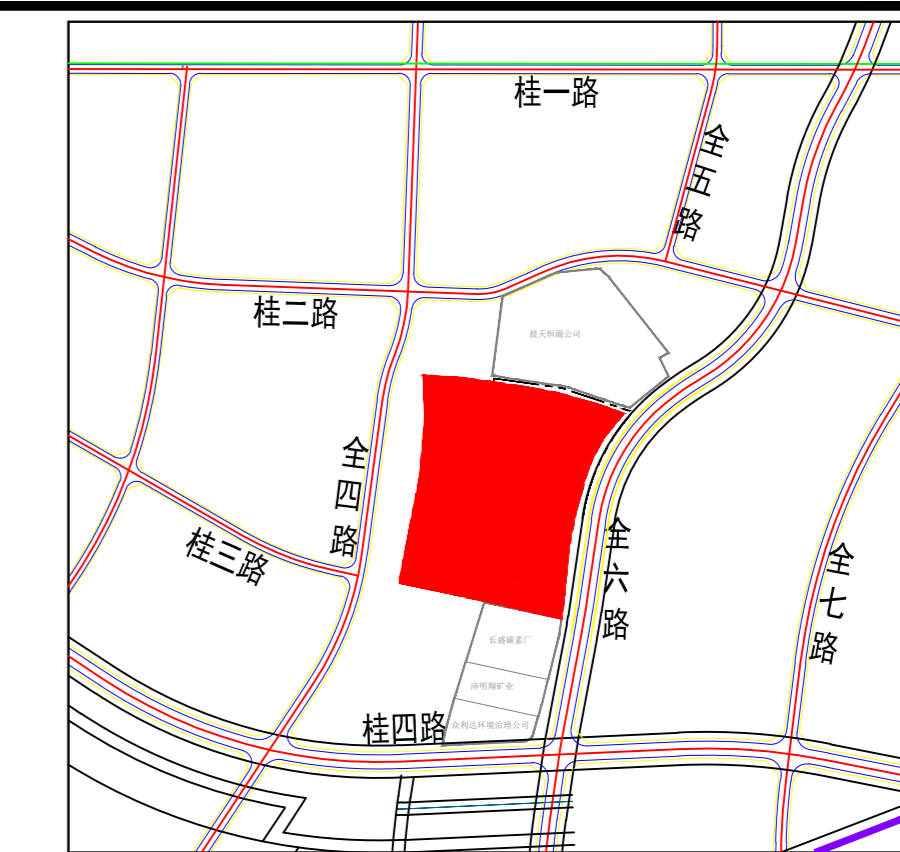 桂一路
全五路
桂二路
晨天恒源公司
全四路
桂三路
全六路
全七路
长盛碳素厂
沛明翔矿业
桂四路
众利达环境治理公司